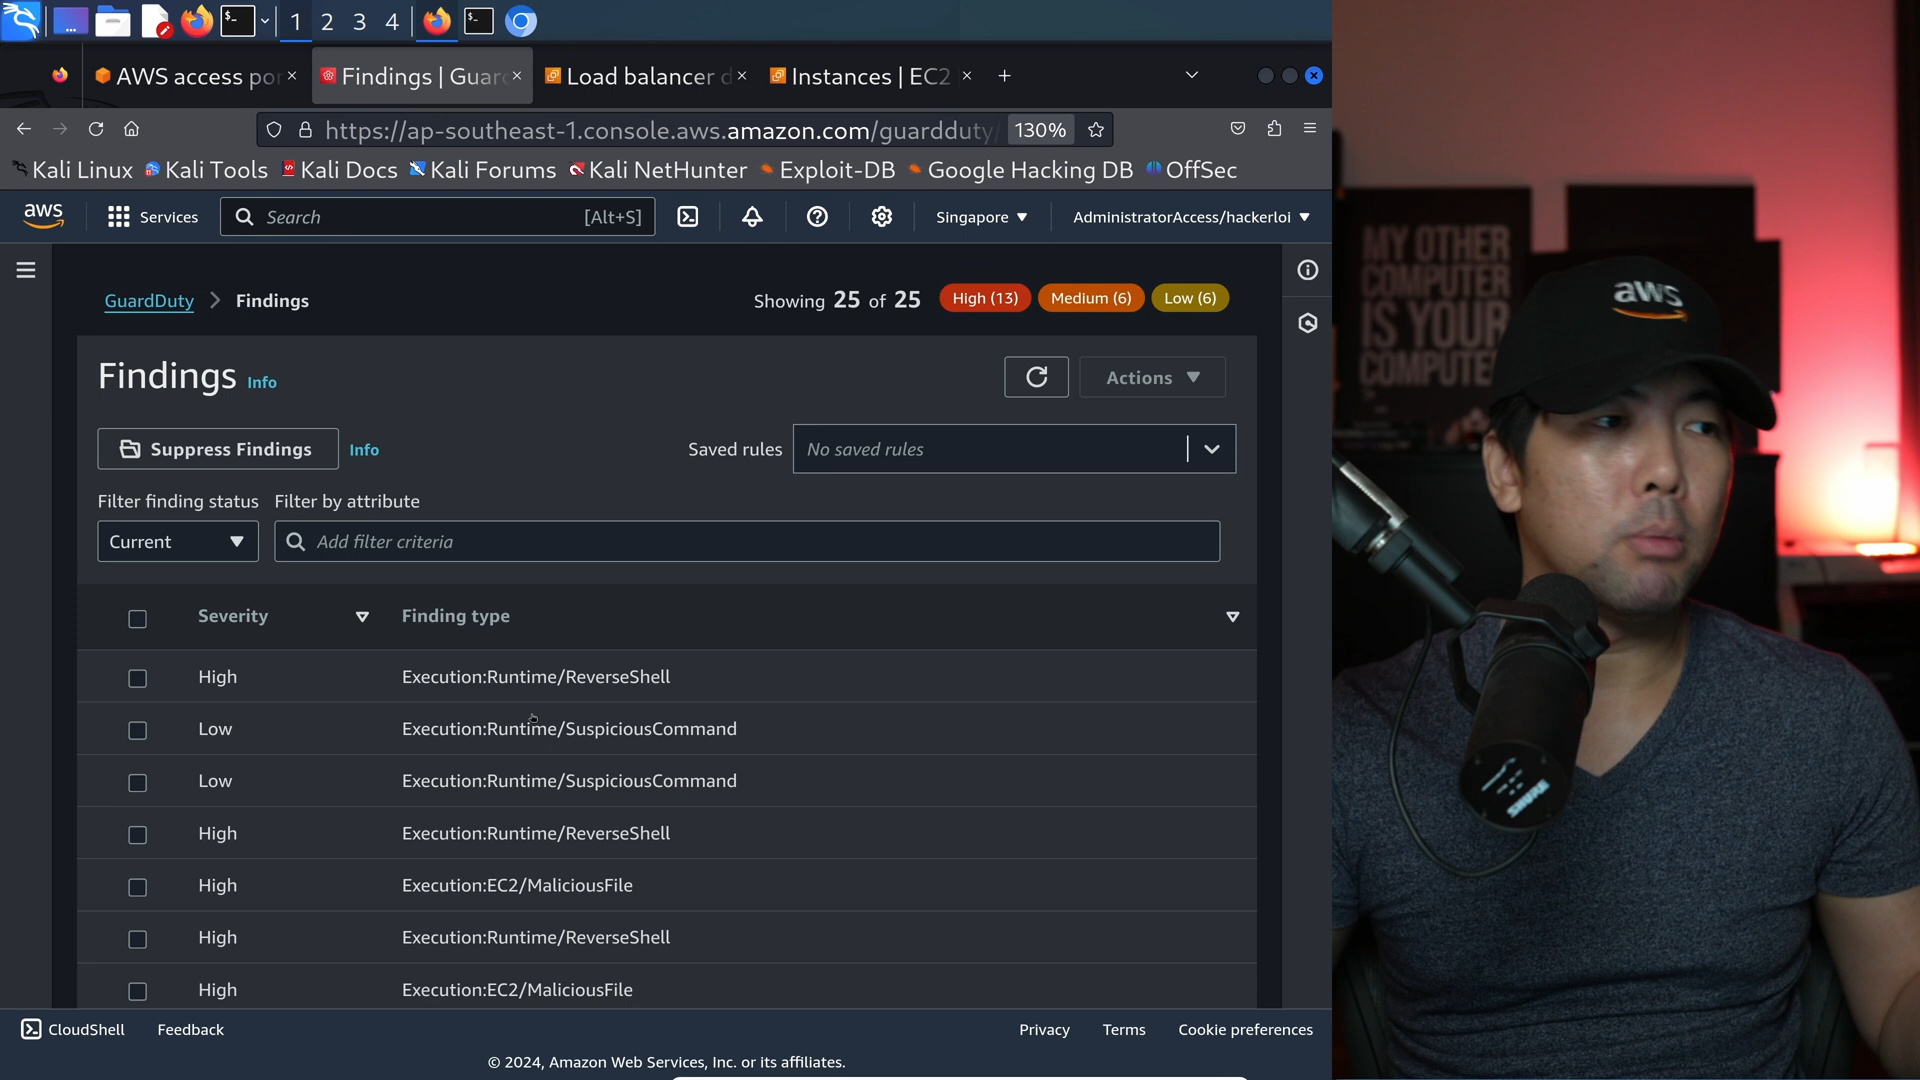 1 2 3 4
AWS access por
Findings | Guar
Load balancer d
Instances | EC2
https://ap-southeast-1.console.aws.amazon.com/guardduty/
130%
Kali Linux
Kali Tools
Kali Docs
Kali Forums
Kali NetHunter
Exploit-DB
Google Hacking DB
OffSec
aws
Services
Search
[Alt+S]
Singapore
AdministratorAccess/hackerloi
GuardDuty
Findings
Showing 25 of 25
High (13)
Medium (6)
Low (6)
Findings
Info
Actions
Suppress Findings
Info
Saved rules
No saved rules
Filter finding status
Filter by attribute
Current
Add filter criteria
Severity
Finding type
High
Execution:Runtime/ReverseShell
Low
Execution:Runtime/SuspiciousCommand
Low
Execution:Runtime/SuspiciousCommand
High
Execution:Runtime/ReverseShell
High
Execution:EC2/MaliciousFile
High
Execution:Runtime/ReverseShell
High
Execution:EC2/MaliciousFile
CloudShell
Feedback
Privacy
Terms
Cookie preferences
© 2024, Amazon Web Services, Inc. or its affiliates.
MY OTHER
COMPUTER
IS YOUR
COMPUTER
aws
SHURE